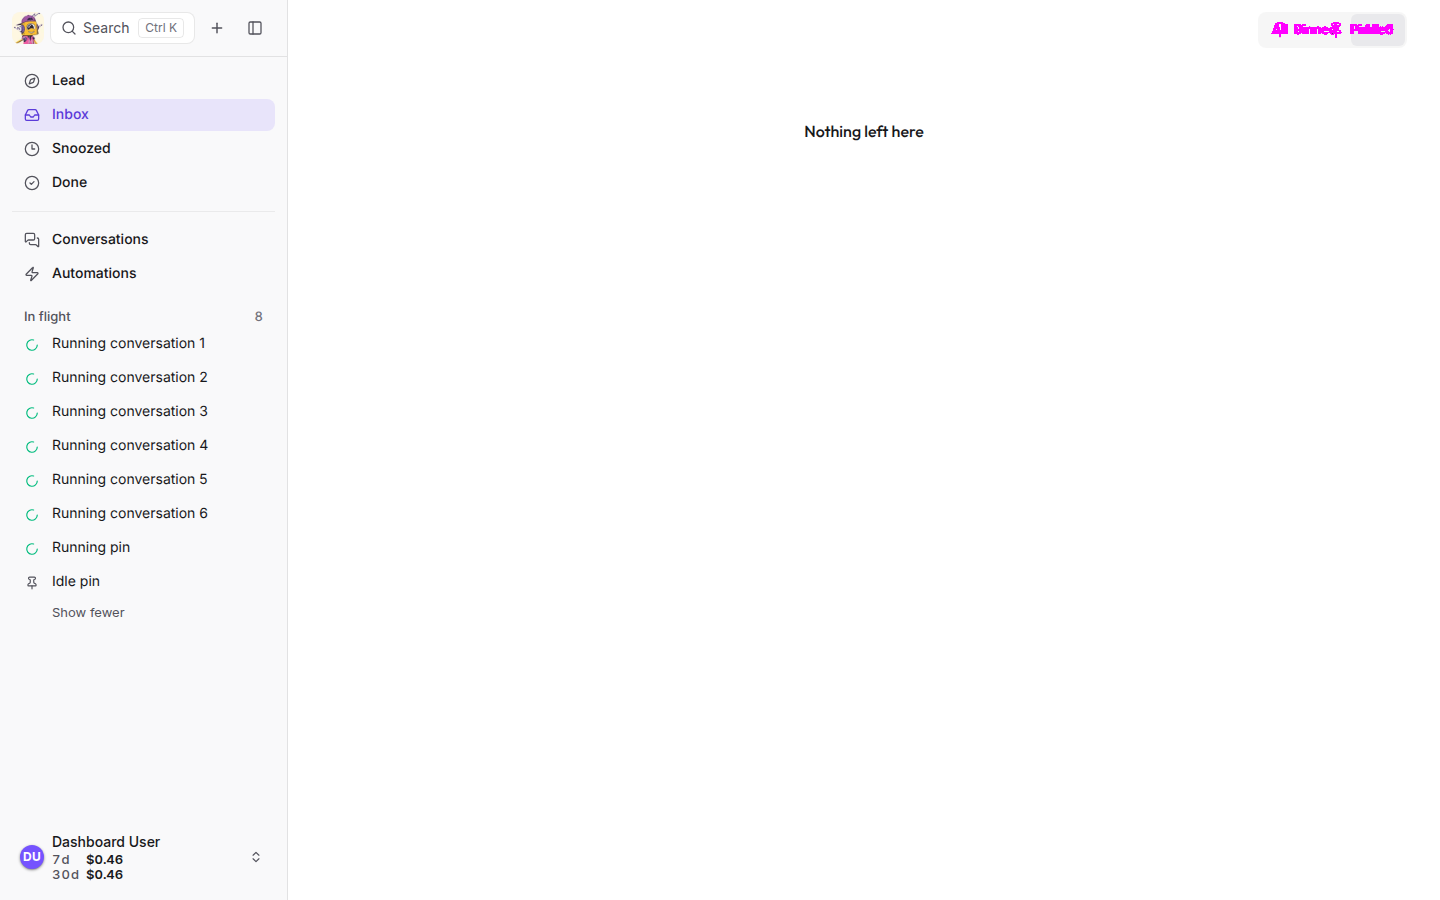 Search Ctrl K
Lead
Inbox
Snoozed
Done
Conversations
Automations
In flight 8
Running conversation 1
Running conversation 2
Running conversation 3
Running conversation 4
Running conversation 5
Running conversation 6
Running pin
Idle pin
Show fewer
DU Dashboard User
7d $0.46
30d $0.46
Nothing left here